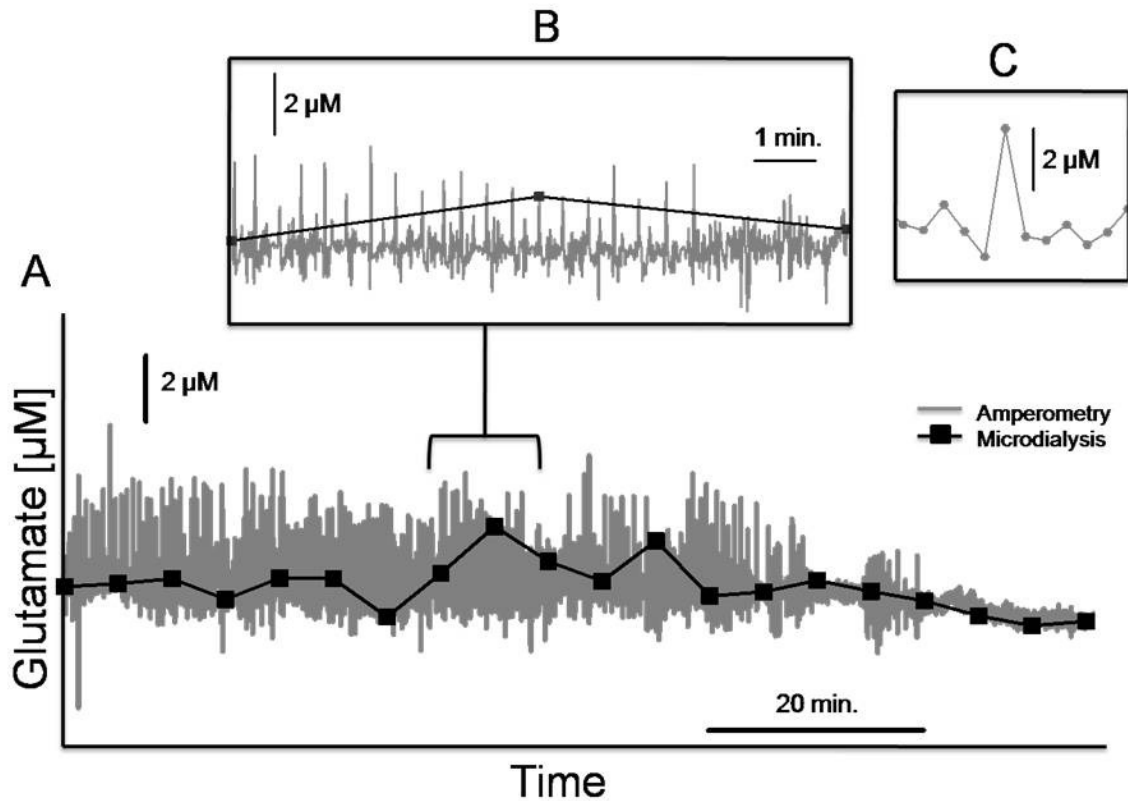 B
2 µM
1 min.
C
2 µM
A
2 µM
Glutamate [µM]
Amperometry
Microdialysis
20 min.
Time